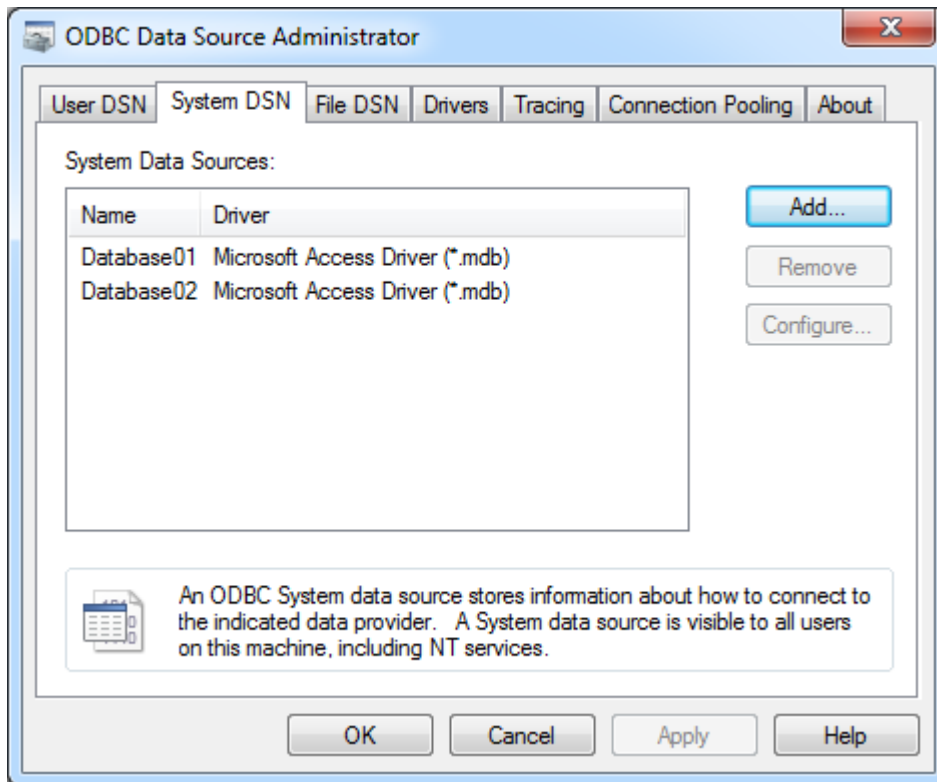 ODBC Data Source Administrator
User DSN System DSN File DSN Drivers Tracing Connection Pooling About
System Data Sources:
Name Driver
Database01 Microsoft Access Driver (*.mdb)
Database02 Microsoft Access Driver (*.mdb)
Add...
Remove
Configure...
An ODBC System data source stores information about how to connect to
the indicated data provider. A System data source is visible to all users
on this machine, including NT services.
OK Cancel Apply Help